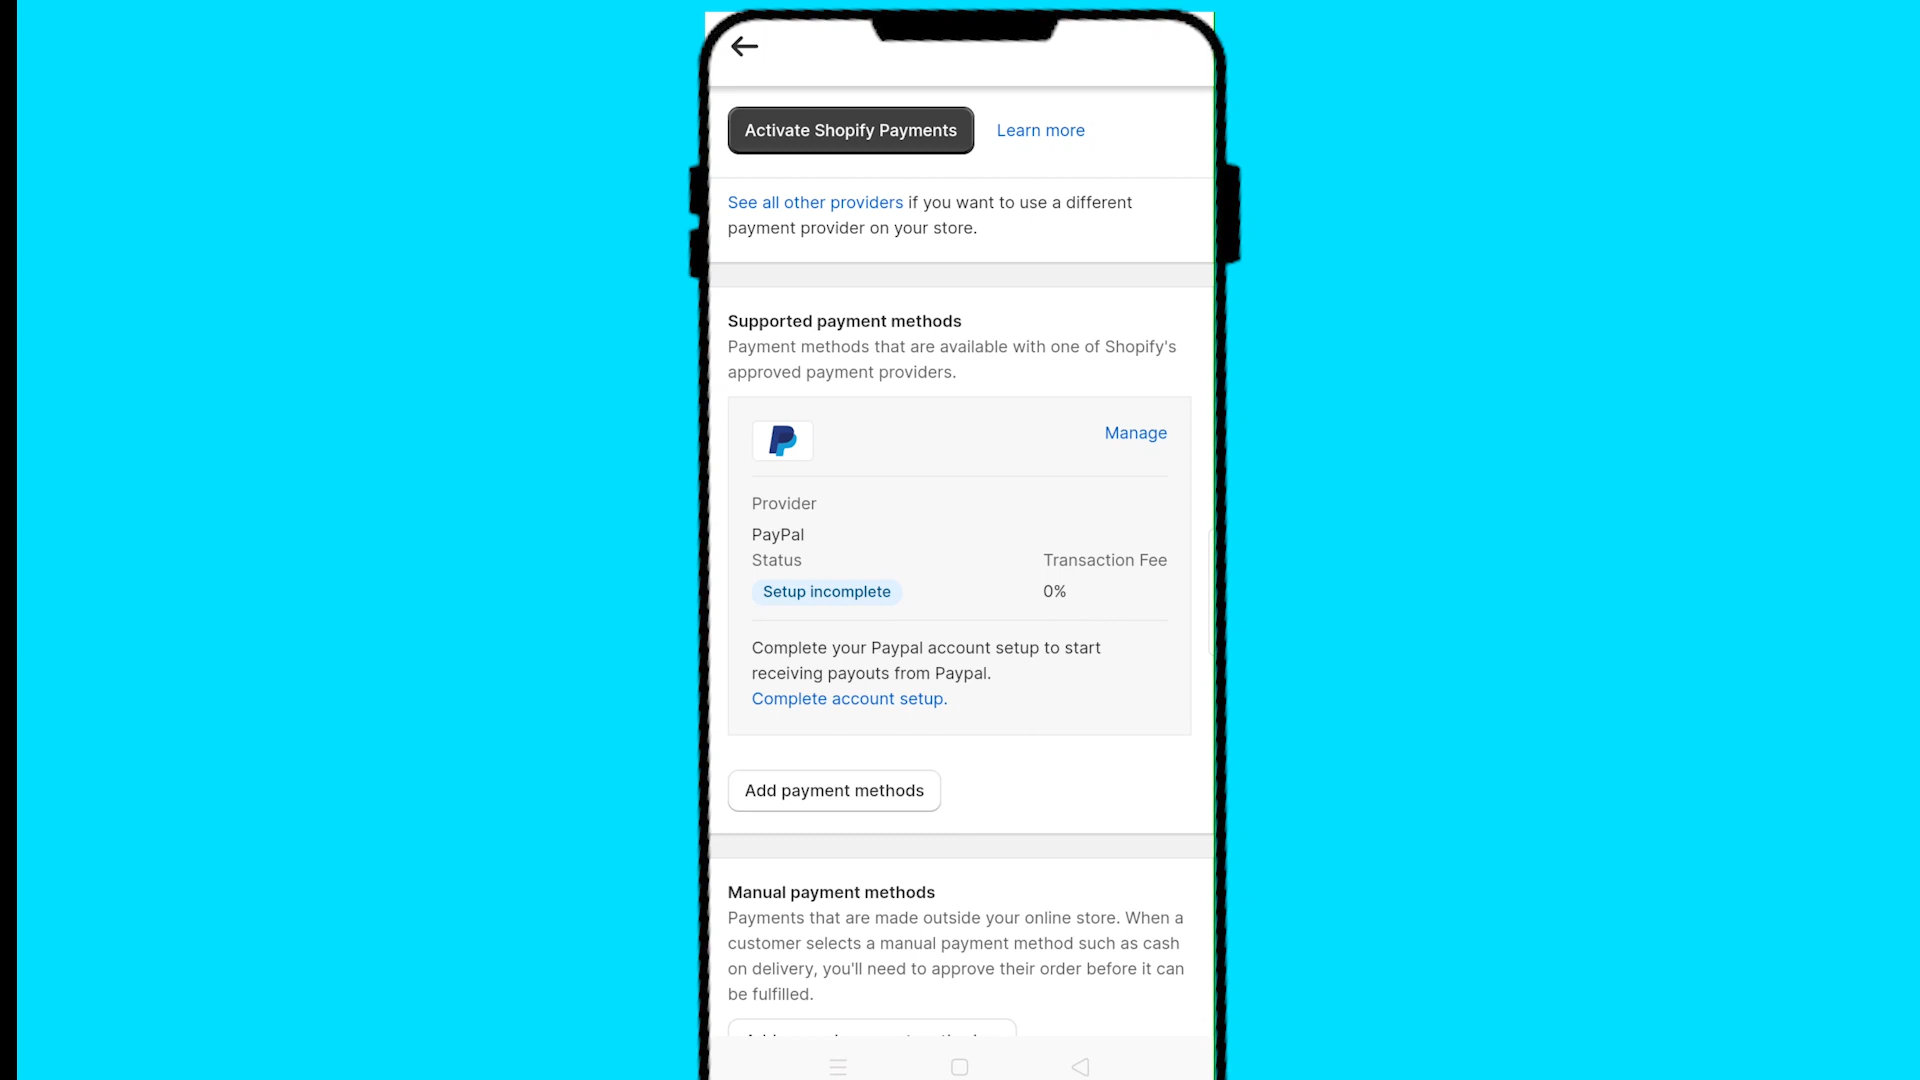 Activate Shopify Payments
Learn more
See all other providers if you want to use a different
payment provider on your store.
Supported payment methods
Payment methods that are available with one of Shopify's
approved payment providers.
Manage
Provider
PayPal
Status
Transaction Fee
Setup incomplete
0%
Complete your Paypal account setup to start
receiving payouts from Paypal.
Complete account setup.
Add payment methods
Manual payment methods
Payments that are made outside your online store. When a
customer selects a manual payment method such as cash
on delivery, you'll need to approve their order before it can
be fulfilled.